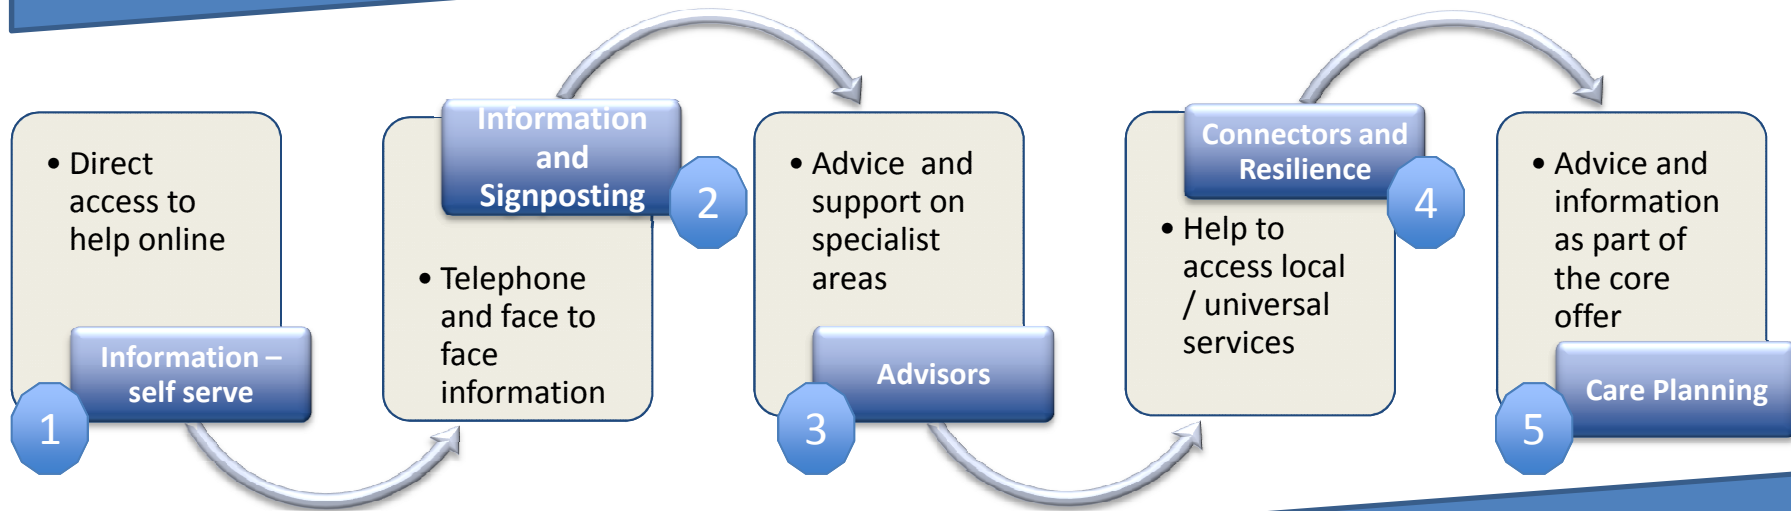 • Direct
access to
help online
Information –
self serve
1
Information
and
Signposting
2
• Telephone
and face to
face
information
• Advice and
support on
specialist
areas
Advisors
3
Connectors and
Resilience
4
• Help to
access local
/ universal
services
• Advice and
information
as part of
the core
offer
Care Planning
5